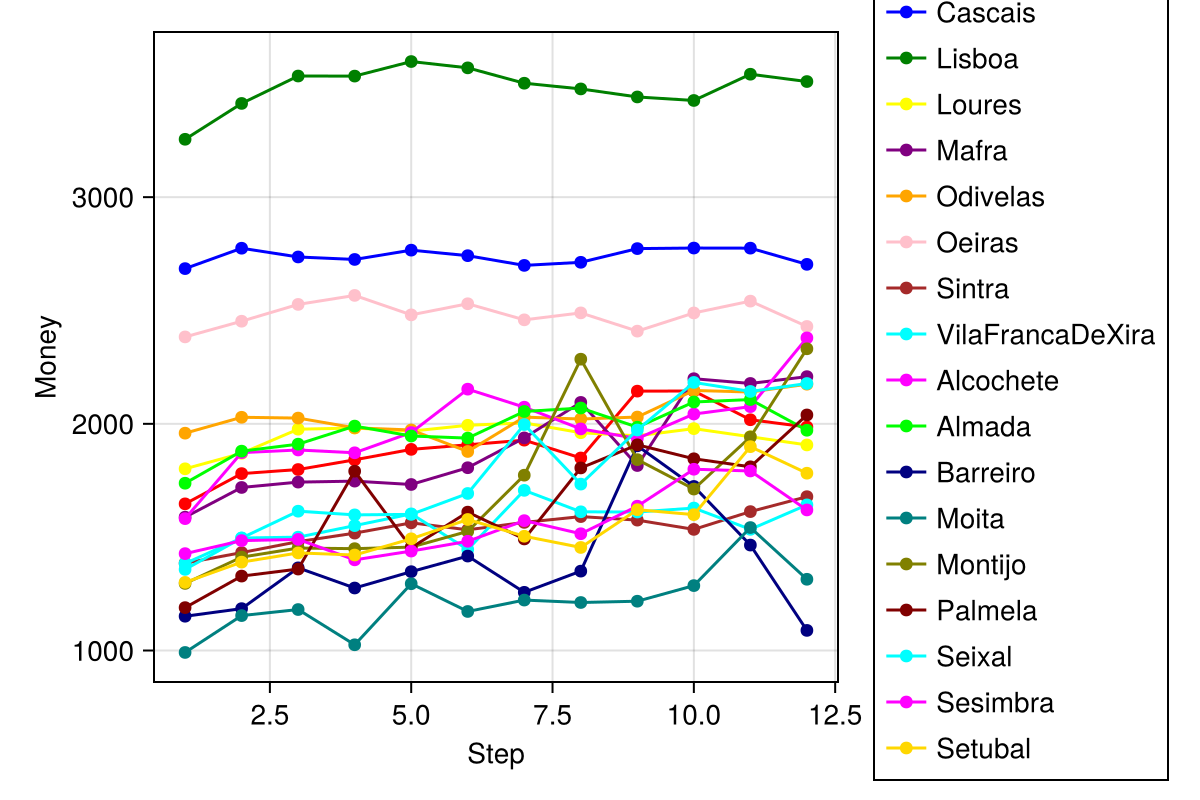 Cascais
Lisboa
Loures
Mafra
Odivelas
Oeiras
Sintra
VilaFrancaDeXira
Alcochete
Almada
Barreiro
Moita
Montijo
Palmela
Seixal
Sesimbra
Setubal
Money
3000
2000
1000
2.5 5.0 7.5 10.0 12.5
Step